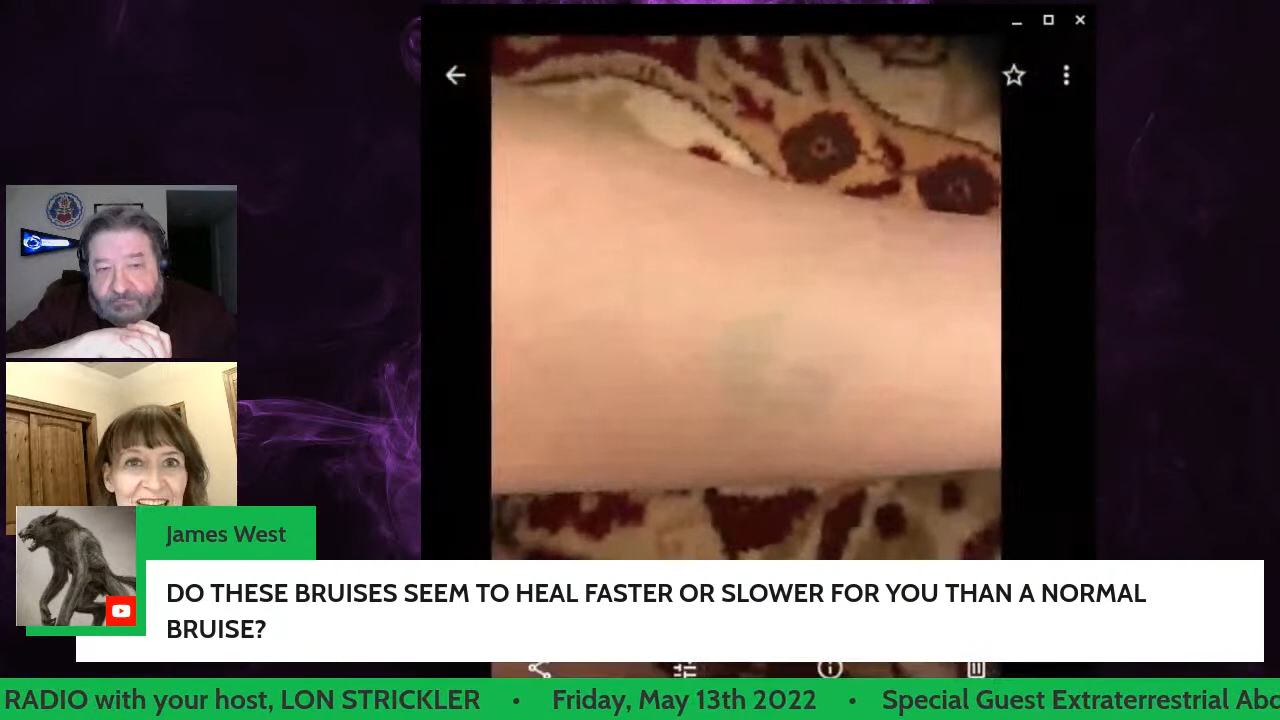 James West
DO THESE BRUISES SEEM TO HEAL FASTER OR SLOWER FOR YOU THAN A NORMAL
BRUISE?
RADIO with your host, LON STRICKLER • Friday, May 13th 2022 • Special Guest Extraterrestrial Abd